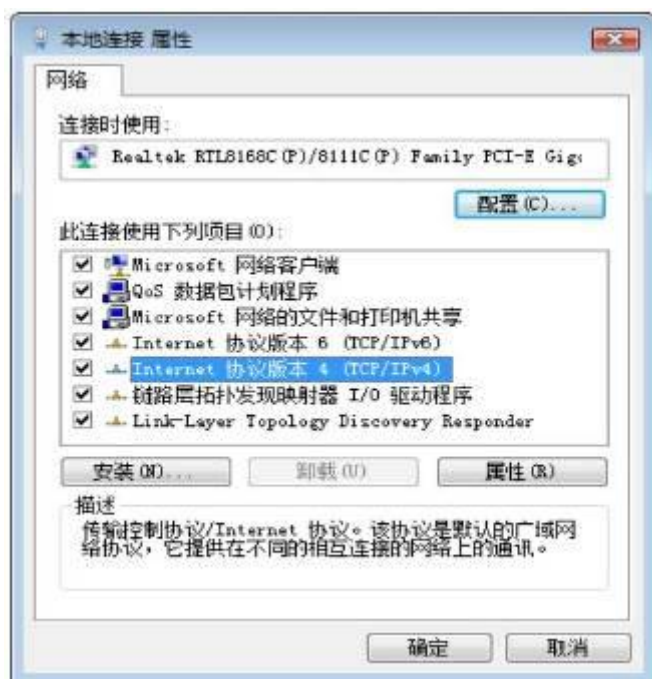 本地连接 属性
网络
连接时使用:
Realtek RTL8168C(P)/8111C(P) Family PCI-E Giga
配置(C)...
此连接使用下列项目(O):
Microsoft 网络客户端
QoS 数据包计划程序
Microsoft 网络的文件和打印机共享
Internet 协议版本 6 (TCP/IPv6)
Internet 协议版本 4 (TCP/IPv4)
链路层拓扑发现映射器 I/O 驱动程序
Link-Layer Topology Discovery Responder
安装(N)... 卸载(U) 属性(R)
描述
传输控制协议/Internet 协议。该协议是默认的广域网
络协议，它提供在不同的相互连接的网络上的通讯。
确定 取消